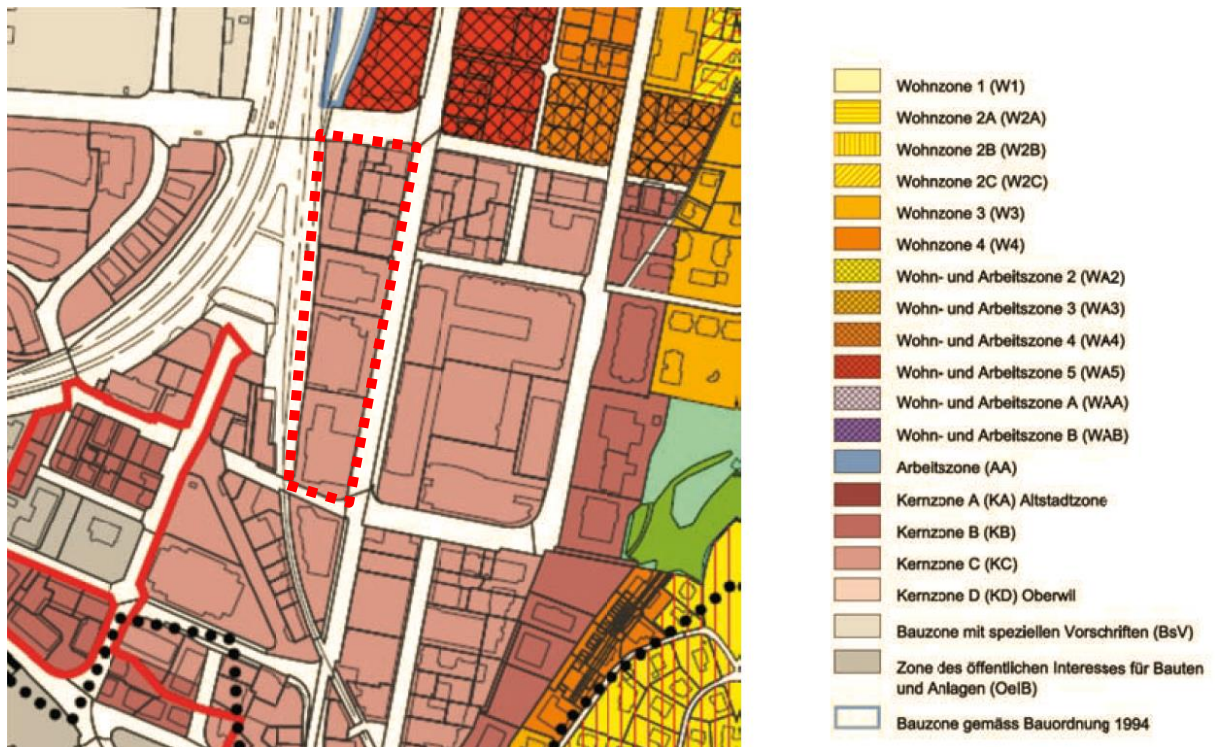 Wohnzone 1 (W1)
Wohnzone 2A (W2A)
Wohnzone 2B (W2B)
Wohnzone 2C (W2C)
Wohnzone 3 (W3)
Wohnzone 4 (W4)
Wohn- und Arbeitszone 2 (WA2)
Wohn- und Arbeitszone 3 (WA3)
Wohn- und Arbeitszone 4 (WA4)
Wohn- und Arbeitszone 5 (WA5)
Wohn- und Arbeitszone A (WAA)
Wohn- und Arbeitszone B (WAB)
Arbeitszone (AA)
Kernzone A (KA) Altstadtzone
Kernzone B (KB)
Kernzone C (KC)
Kernzone D (KD) Oberwil
Bauzone mit speziellen Vorschriften (BsV)
Zone des öffentlichen Interesses für Bauten
und Anlagen (OeIB)
Bauzone gemäss Bauordnung 1994